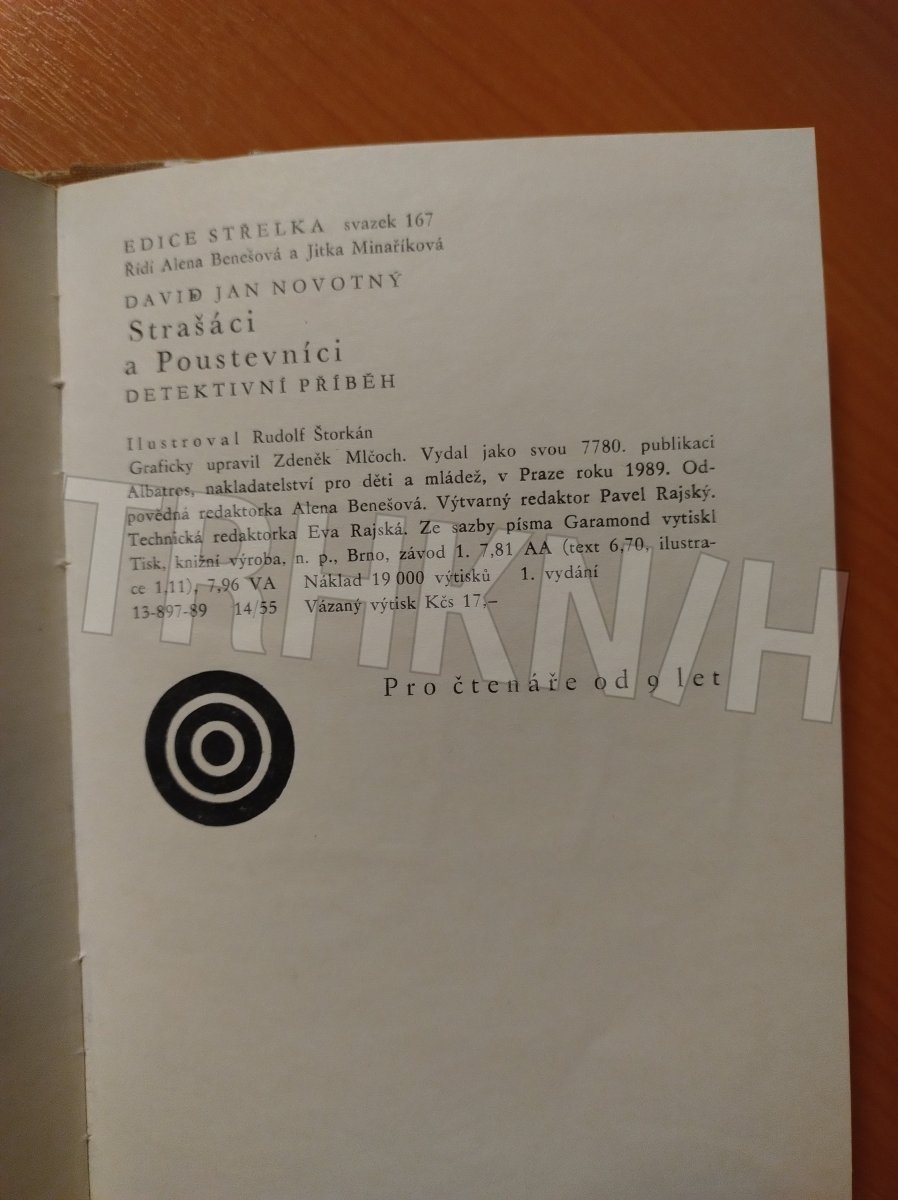 EDICE STŘELKA svazek 167
Řídí Alena Benešová a Jitka Minaříková
DAVID JAN NOVOTNÝ
Strašáci
a Poustevníci
DETEKTIVNÍ PŘÍBĚH
Ilustroval Rudolf Štorkán
Graficky upravil Zdeněk Mlčoch. Vydal jako svou 7780. publikaci
Albatros, nakladatelství pro děti a mládež, v Praze roku 1989. Od-
povědná redaktorka Alena Benešová. Výtvarný redaktor Pavel Rajský.
Technická redaktorka Eva Rajská. Ze sazby písma Garamond vytiskl
Tisk, knižní výroba, n. p., Brno, závod 1. 7,81 AA (text 6,70, ilustra-
ce 1,11), 7,96 VA Náklad 19 000 výtisků 1. vydání
13-897-89 14/55 Vázaný výtisk Kčs 17,–
Pro čtenáře od 9 let
TRHKNIH